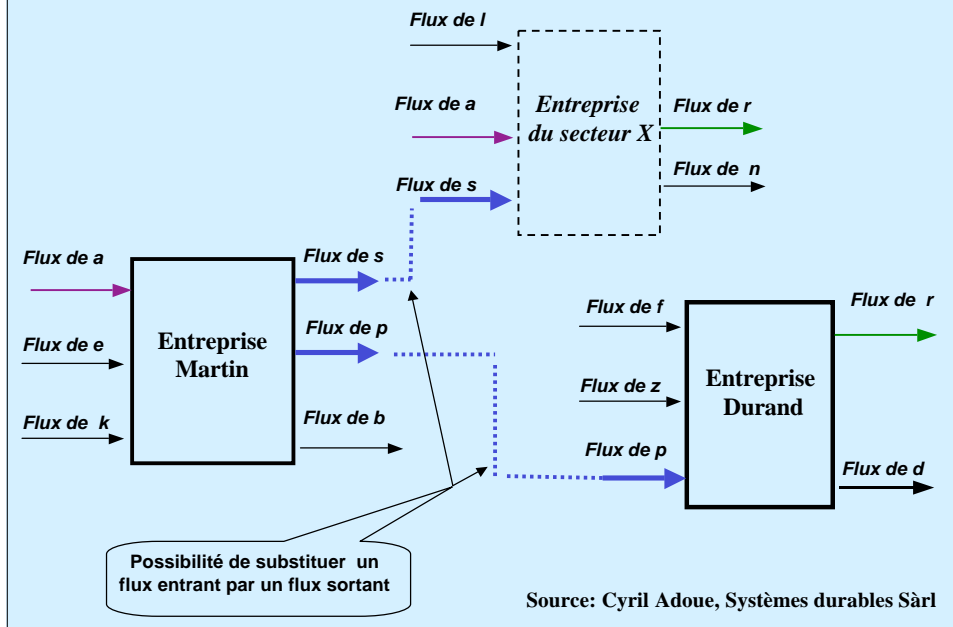 Flux de l
Flux de a
Flux de s
Entreprise
du secteur X
Flux de r
Flux de n
Flux de a
Flux de e
Flux de k
Entreprise
Martin
Flux de s
Flux de p
Flux de b
Flux de f
Flux de z
Flux de p
Entreprise
Durand
Flux de r
Flux de d
Possibilité de substituer un
flux entrant par un flux sortant
Source: Cyril Adoue, Systèmes durables Sàrl